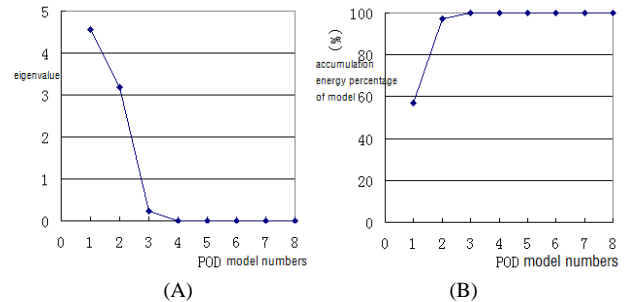 5
4
3
2
1
0
eigenvalue
0 1 2 3 4 5 6 7 8
POD model numbers
(A)
(%)
100
80
60
40
20
0
accumulation
energy percentage
of model
0 1 2 3 4 5 6 7 8
POD model numbers
(B)